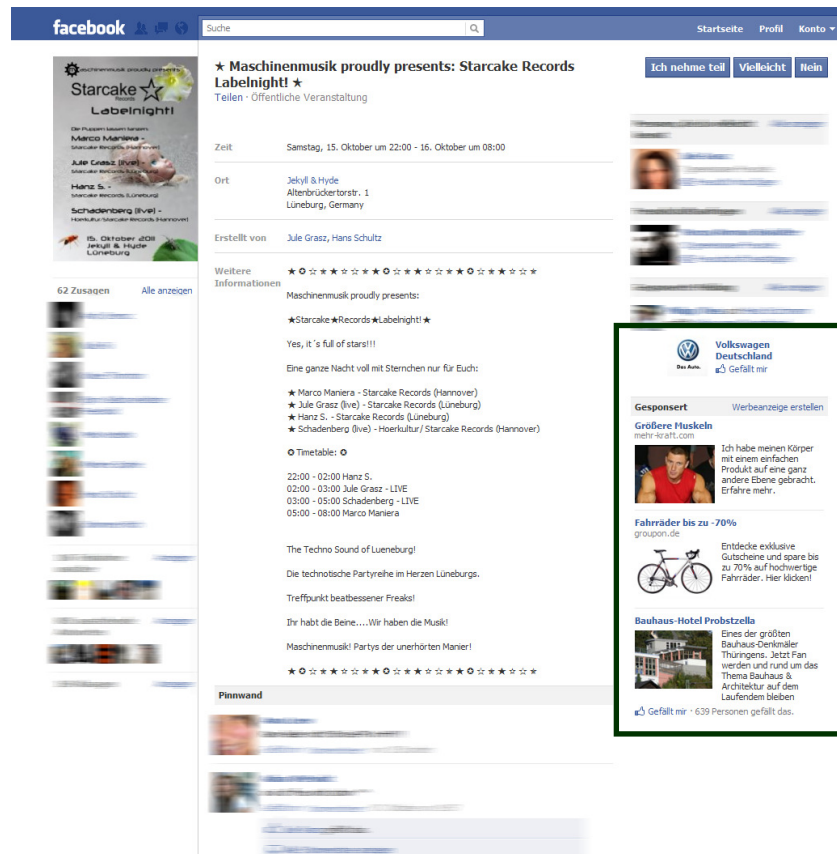 facebook
Suche
Startseite Profil Konto
Maschinenmusik proudly presents
Starcake
Records
Labelnight!
Die Puppen tanzen lassen:
Marco Maniera -
Starcake Records (Hannover)
Jule Grasz (live) -
Starcake Records (Lüneburg)
Hanz S. -
Starcake Records (Lüneburg)
Schadenberg (live) -
Hoerkultur/Starcake Records (Hannover)
15. Oktober 2011
Jekyll & Hyde
Lüneburg
62 Zusagen Alle anzeigen
★ Maschinenmusik proudly presents: Starcake Records
Labelnight! ★
Teilen · Öffentliche Veranstaltung
Zeit Samstag, 15. Oktober um 22:00 - 16. Oktober um 08:00
Ort Jekyll & Hyde
Altenbrückertorstr. 1
Lüneburg, Germany
Erstellt von Jule Grasz, Hans Schultz
Weitere
Informationen
Maschinenmusik proudly presents:
★Starcake★Records★Labelnight!★
Yes, it´s full of stars!!!
Eine ganze Nacht voll mit Sternchen nur für Euch:
★ Marco Maniera - Starcake Records (Hannover)
★ Jule Grasz (live) - Starcake Records (Lüneburg)
★ Hanz S. - Starcake Records (Lüneburg)
★ Schadenberg (live) - Hoerkultur/ Starcake Records (Hannover)
✪ Timetable: ✪
22:00 - 02:00 Hanz S.
02:00 - 03:00 Jule Grasz - LIVE
03:00 - 05:00 Schadenberg - LIVE
05:00 - 08:00 Marco Maniera
The Techno Sound of Lueneburg!
Die technotische Partyreihe im Herzen Lüneburgs.
Treffpunkt beatbessener Freaks!
Ihr habt die Beine....Wir haben die Musik!
Maschinenmusik! Partys der unerhörten Manier!
Pinnwand
Ich nehme teil Vielleicht Nein
Das Auto.
Volkswagen
Deutschland
Gefällt mir
Gesponsert Werbeanzeige erstellen
Größere Muskeln
mehr-kraft.com
Ich habe meinen Körper
mit einem einfachen
Produkt auf eine ganz
andere Ebene gebracht.
Erfahre mehr.
Fahrräder bis zu -70%
groupon.de
Entdecke exklusive
Gutscheine und spare bis
zu 70% auf hochwertige
Fahrräder. Hier klicken!
Bauhaus-Hotel Probstzella
Eines der größten
Bauhaus-Denkmäler
Thüringens. Jetzt Fan
werden und rund um das
Thema Bauhaus &
Architektur auf dem
Laufendem bleiben
Gefällt mir · 639 Personen gefällt das.